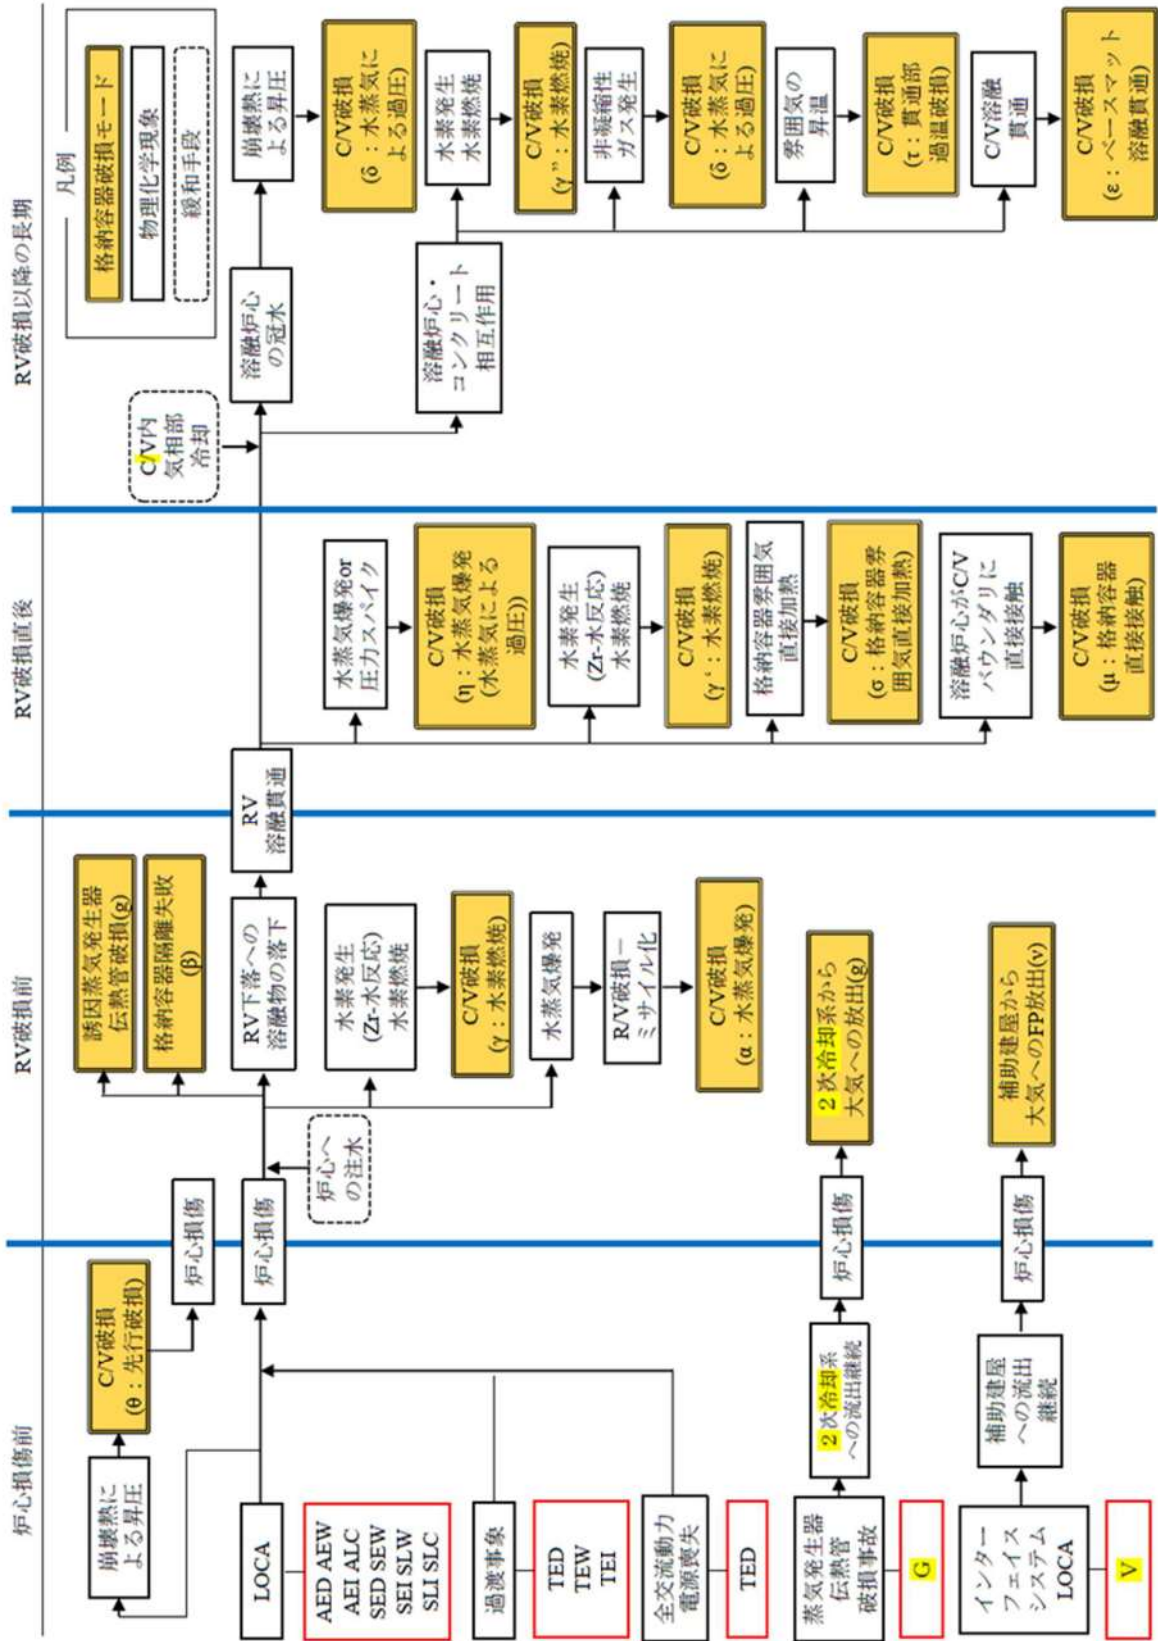 炉心損傷前
RV破損前
RV破損直後
RV破損以降の長期
凡例
格納容器破損モード
物理化学現象
緩和手段
崩壊熱に
よる昇圧
C/V破損
(θ：先行破損)
炉心損傷
LOCA
AED AEW
AEI ALC
SED SEW
SEI SLW
SLI SLC
過渡事象
TED
TEW
TEI
全交流動力
電源喪失
TED
蒸気発生器
伝熱管
破損事故
G
インター
フェイス
システム
LOCA
V
炉心損傷
2次冷却系
への流出継続
炉心損傷
補助建屋
への流出
継続
炉心損傷
炉心へ
の注水
誘因蒸気発生器
伝熱管破損(g)
格納容器隔離失敗
(β)
RV下落への
溶融物の落下
水素発生
(Zr-水反応)
水素燃焼
C/V破損
(γ：水素燃焼)
水蒸気爆発
R/V破損－
ミサイル化
C/V破損
(α：水蒸気爆発)
2次冷却系から
大気への放出(g)
補助建屋から
大気へのFP放出(ν)
RV
溶融貫通
水蒸気爆発or
圧力スパイク
C/V破損
(η：水蒸気爆発
(水蒸気による
過圧))
水素発生
(Zr-水反応)
水素燃焼
C/V破損
(γ‘：水素燃焼)
格納容器雰囲気
直接加熱
C/V破損
(σ：格納容器雰
囲気直接加熱)
溶融炉心がC/V
バウンダリに
直接接触
C/V破損
(μ：格納容器
直接接触)
C/V内
気相部
冷却
溶融炉心
の冠水
崩壊熱に
よる昇圧
C/V破損
(δ：水蒸気に
よる過圧)
溶融炉心・
コンクリート
相互作用
水素発生
水素燃焼
C/V破損
(γ”：水素燃焼)
非凝縮性
ガス発生
C/V破損
(δ：水蒸気に
よる過圧)
雰囲気の
昇温
C/V破損
(τ：貫通部
過温破損)
C/V溶融
貫通
C/V破損
(ε：ベースマット
溶融貫通)